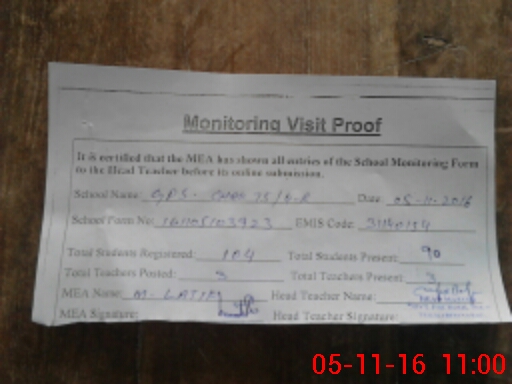 Monitoring Visit Proof
It is certified that the MEA has shown all entries of the School Monitoring Form
to the Head Teacher before its online submission.
School Name: GPS - 75/5-R Date: 05-11-2016
School Form No: EMIS Code:
Total Students Registered: 104 Total Students Present: 90
Total Teachers Posted: 3 Total Teachers Present: 3
MEA Name: M. LATIF Head Teacher Name:
MEA Signature: Head Teacher Signature:
05-11-16 11:00